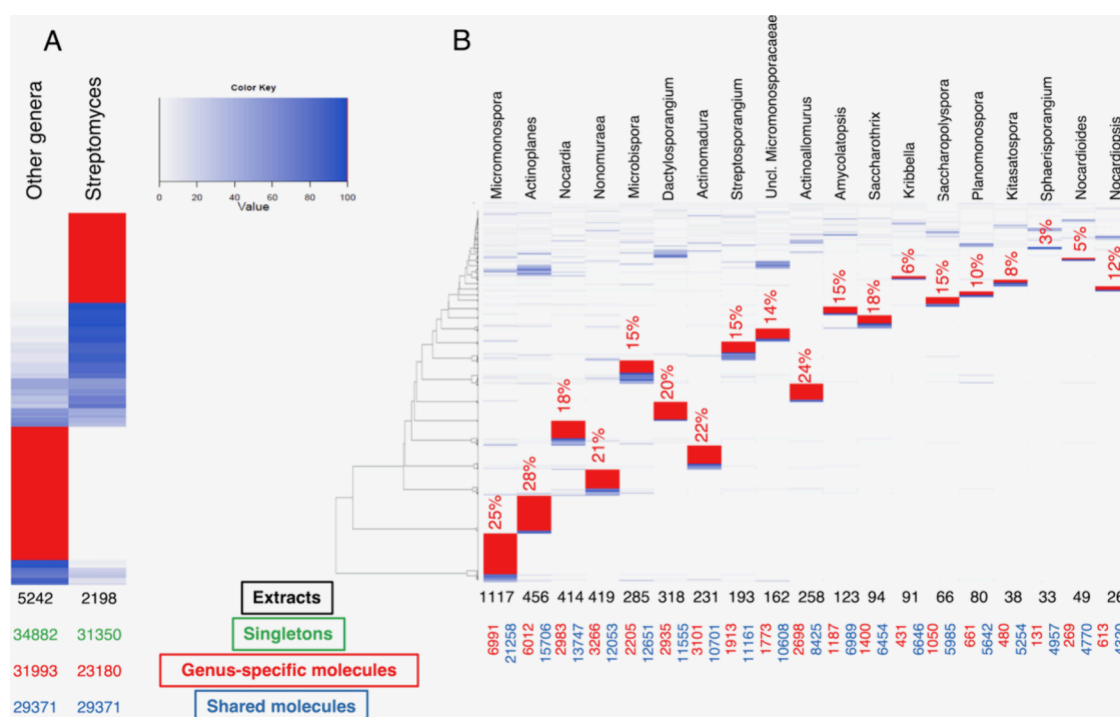 A
B
Other genera
Streptomyces
Color Key
0 20 40 60 80 100
Value
Micromonospora
Actinoplanes
Nocardia
Nonomuraea
Microbispora
Dactylosporangium
Actinomadura
Streptosporangium
Uncl. Micromonosporacaeae
Actinoallomurus
Amycolatopsis
Saccharothrix
Kribbella
Saccharopolyspora
Planomonospora
Kitasatospora
Sphaerisporangium
Nocardioides
Nocardiopsis
25%
28%
18%
21%
15%
20%
22%
15%
14%
24%
15%
18%
6%
15%
10%
8%
3%
5%
12%
5242 2198
Extracts
1117 456 414 419 285 318 231 193 162 258 123 94 91 66 80 38 33 49 26
34882 31350
Singletons
31993 23180
Genus-specific molecules
29371 29371
Shared molecules
6991
21258
6012
15706
2983
13747
3266
12053
2205
12651
2935
11555
3101
10701
1913
11161
1773
10608
2698
8425
1187
6989
1400
6454
431
6646
1050
5985
661
5642
480
5254
131
4957
269
4770
613